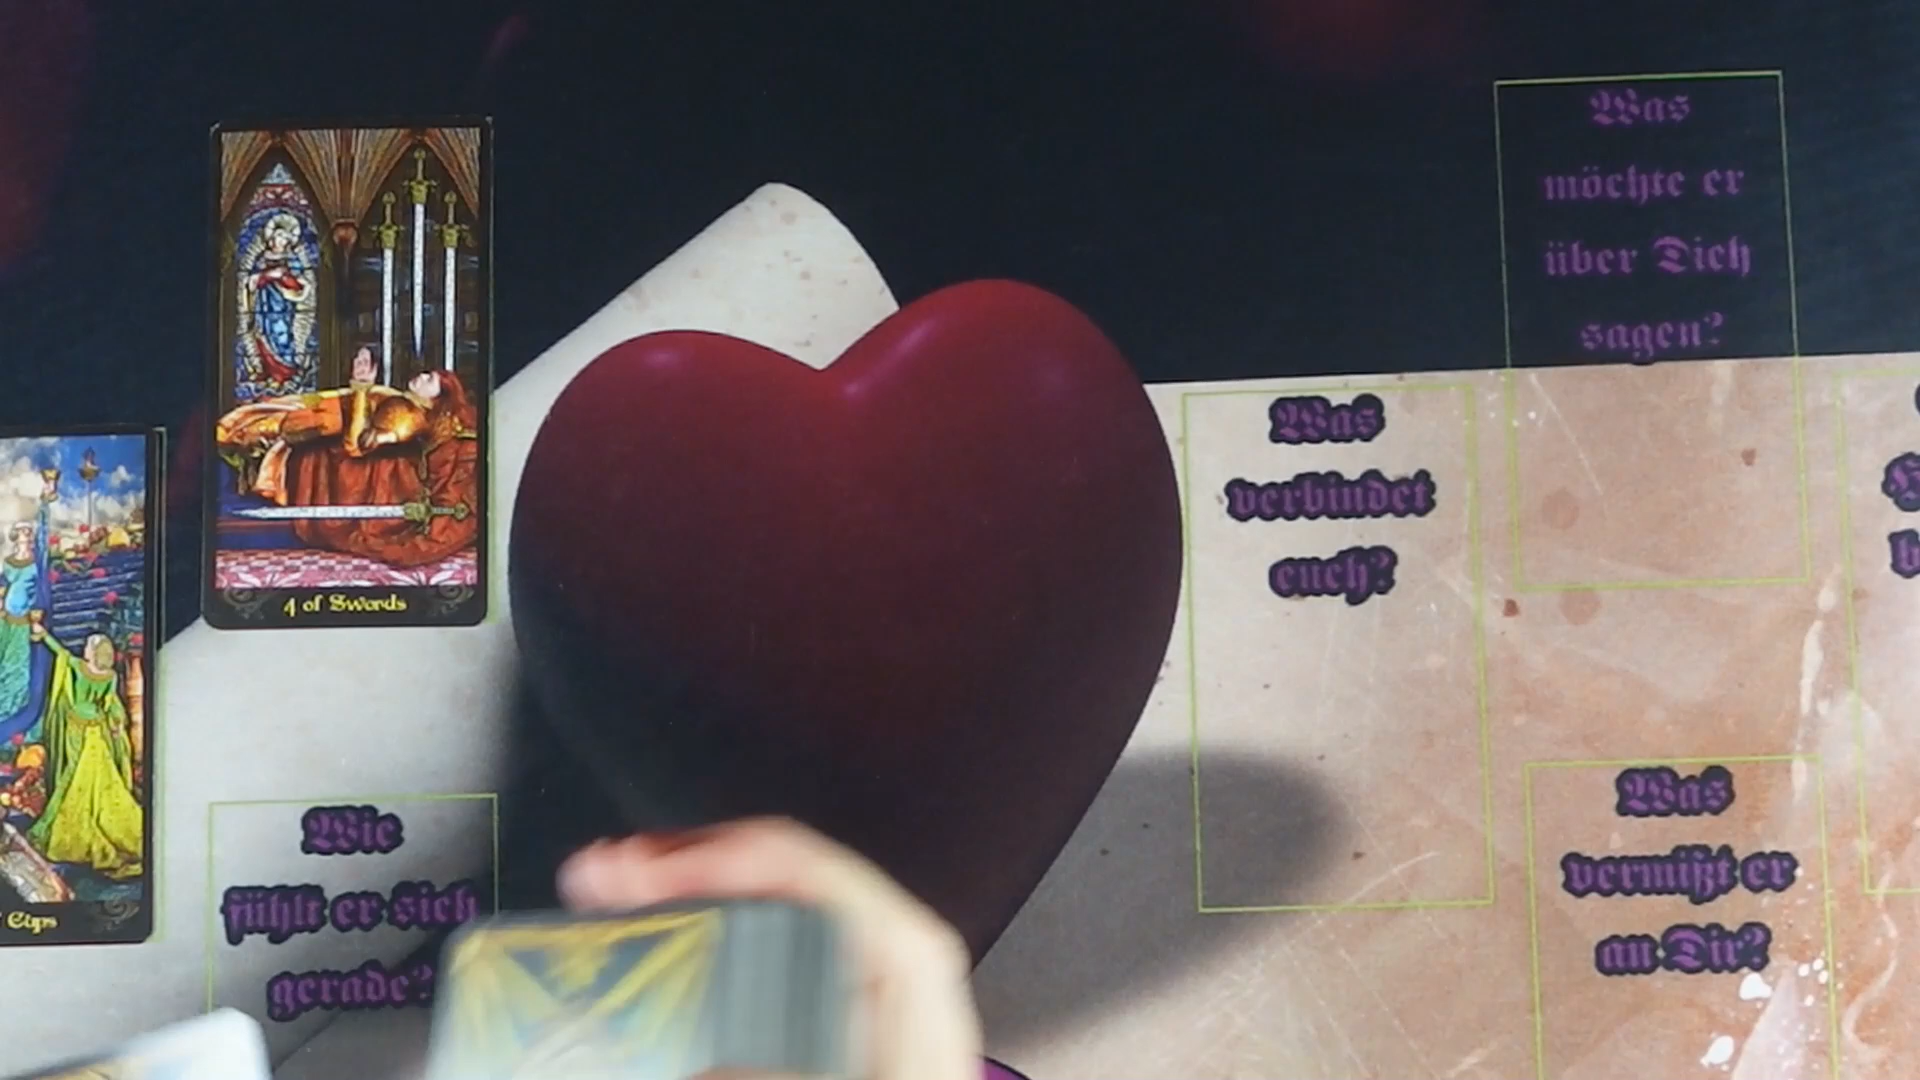 4 of Swords
Cups
Wie
fühlt er sich
gerade?
Was
verbindet
euch?
Was
möchte er
über Dich
sagen?
Was
vermißt er
an Dir?